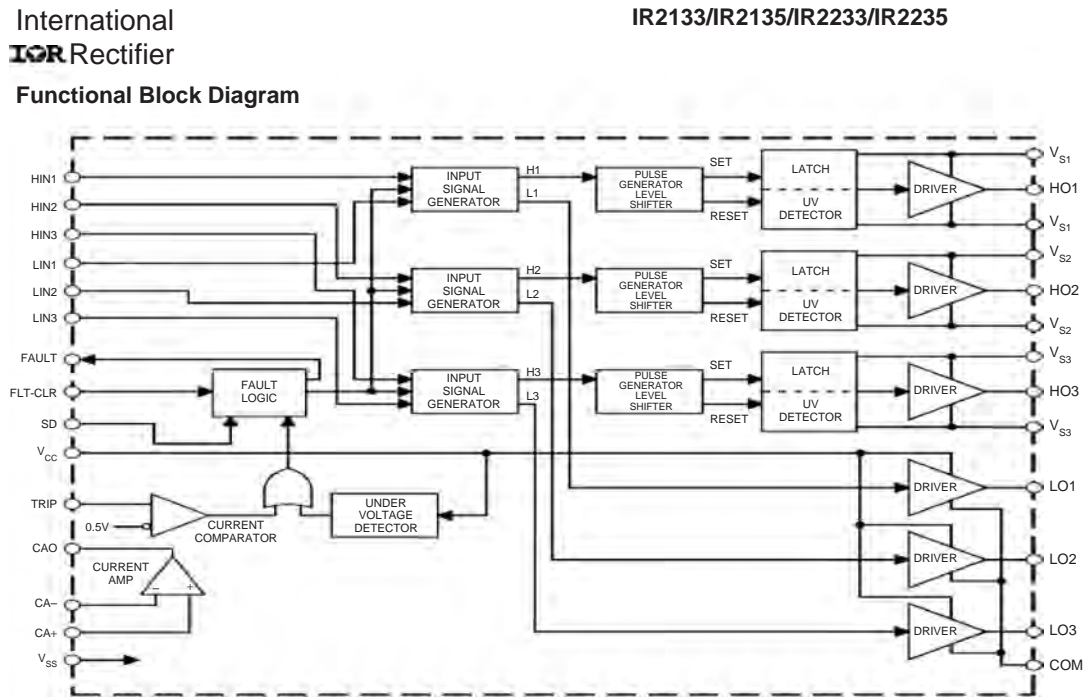 International
IR2133/IR2135/IR2233/IR2235
IOR Rectifier
Functional Block Diagram
HIN1
HIN2
HIN3
LIN1
LIN2
LIN3
FAULT
FLT-CLR
SD
VCC
TRIP
0.5V
CAO
CURRENT
AMP
–
+
CA–
CA+
VSS
FAULT
LOGIC
CURRENT
COMPARATOR
UNDER
VOLTAGE
DETECTOR
INPUT
SIGNAL
GENERATOR
H1
L1
PULSE
GENERATOR
LEVEL
SHIFTER
SET
RESET
LATCH
UV
DETECTOR
DRIVER
VS1
HO1
VS1
INPUT
SIGNAL
GENERATOR
H2
L2
PULSE
GENERATOR
LEVEL
SHIFTER
SET
RESET
LATCH
UV
DETECTOR
DRIVER
VS2
HO2
VS2
INPUT
SIGNAL
GENERATOR
H3
L3
PULSE
GENERATOR
LEVEL
SHIFTER
SET
RESET
LATCH
UV
DETECTOR
DRIVER
VS3
HO3
VS3
DRIVER
LO1
DRIVER
LO2
DRIVER
LO3
COM